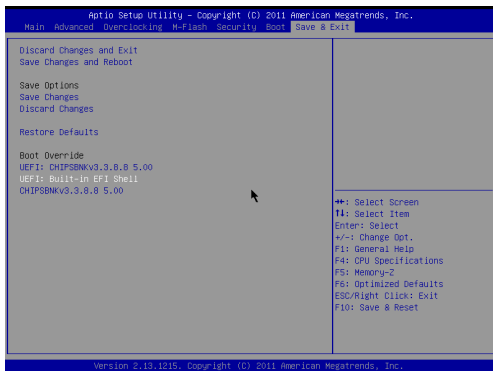 Aptio Setup Utility – Copyright (C) 2011 American Megatrends, Inc.
Main Advanced Overclocking M-Flash Security Boot Save & Exit
Discard Changes and Exit
Save Changes and Reboot
Save Options
Save Changes
Discard Changes
Restore Defaults
Boot Override
UEFI: CHIPSBNKv3.3.8.8 5.00
UEFI: Built-in EFI Shell
CHIPSBNKv3.3.8.8 5.00
→←: Select Screen
↑↓: Select Item
Enter: Select
+/-: Change Opt.
F1: General Help
F4: CPU Specifications
F5: Memory-Z
F6: Optimized Defaults
ESC/Right Click: Exit
F10: Save & Reset
Version 2.13.1215. Copyright (C) 2011 American Megatrends, Inc.